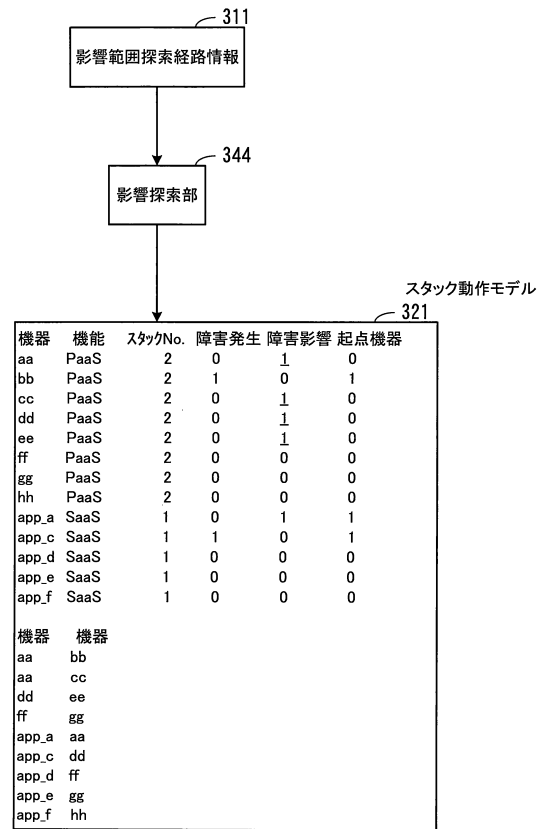 311
影響範囲探索経路情報
344
影響探索部
スタック動作モデル
321
機器 機能 スタックNo. 障害発生 障害影響 起点機器
aa PaaS 2 0 1 0
bb PaaS 2 1 0 1
cc PaaS 2 0 1 0
dd PaaS 2 0 1 0
ee PaaS 2 0 1 0
ff PaaS 2 0 0 0
gg PaaS 2 0 0 0
hh PaaS 2 0 0 0
app_a SaaS 1 0 1 1
app_c SaaS 1 1 0 1
app_d SaaS 1 0 0 0
app_e SaaS 1 0 0 0
app_f SaaS 1 0 0 0
機器 機器
aa bb
aa cc
dd ee
ff gg
app_a aa
app_c dd
app_d ff
app_e gg
app_f hh